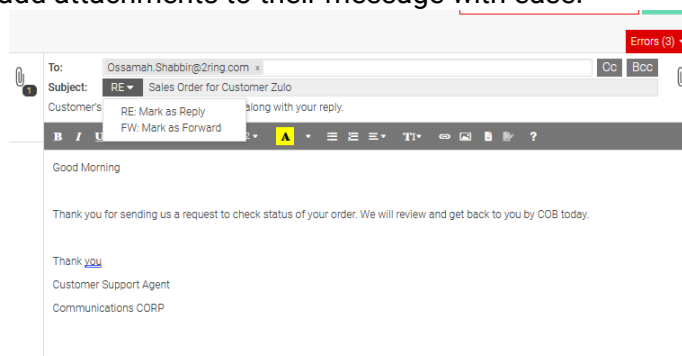 add attachments to their message with ease.
Errors (3)
To: Ossamah.Shabbir@2ring.com × Cc Bcc
1
Subject: RE Sales Order for Customer Zulo
Customer's along with your reply.
RE: Mark as Reply
FW: Mark as Forward
B I U A TI ?
Good Morning
Thank you for sending us a request to check status of your order. We will review and get back to you by COB today.
Thank you
Customer Support Agent
Communications CORP